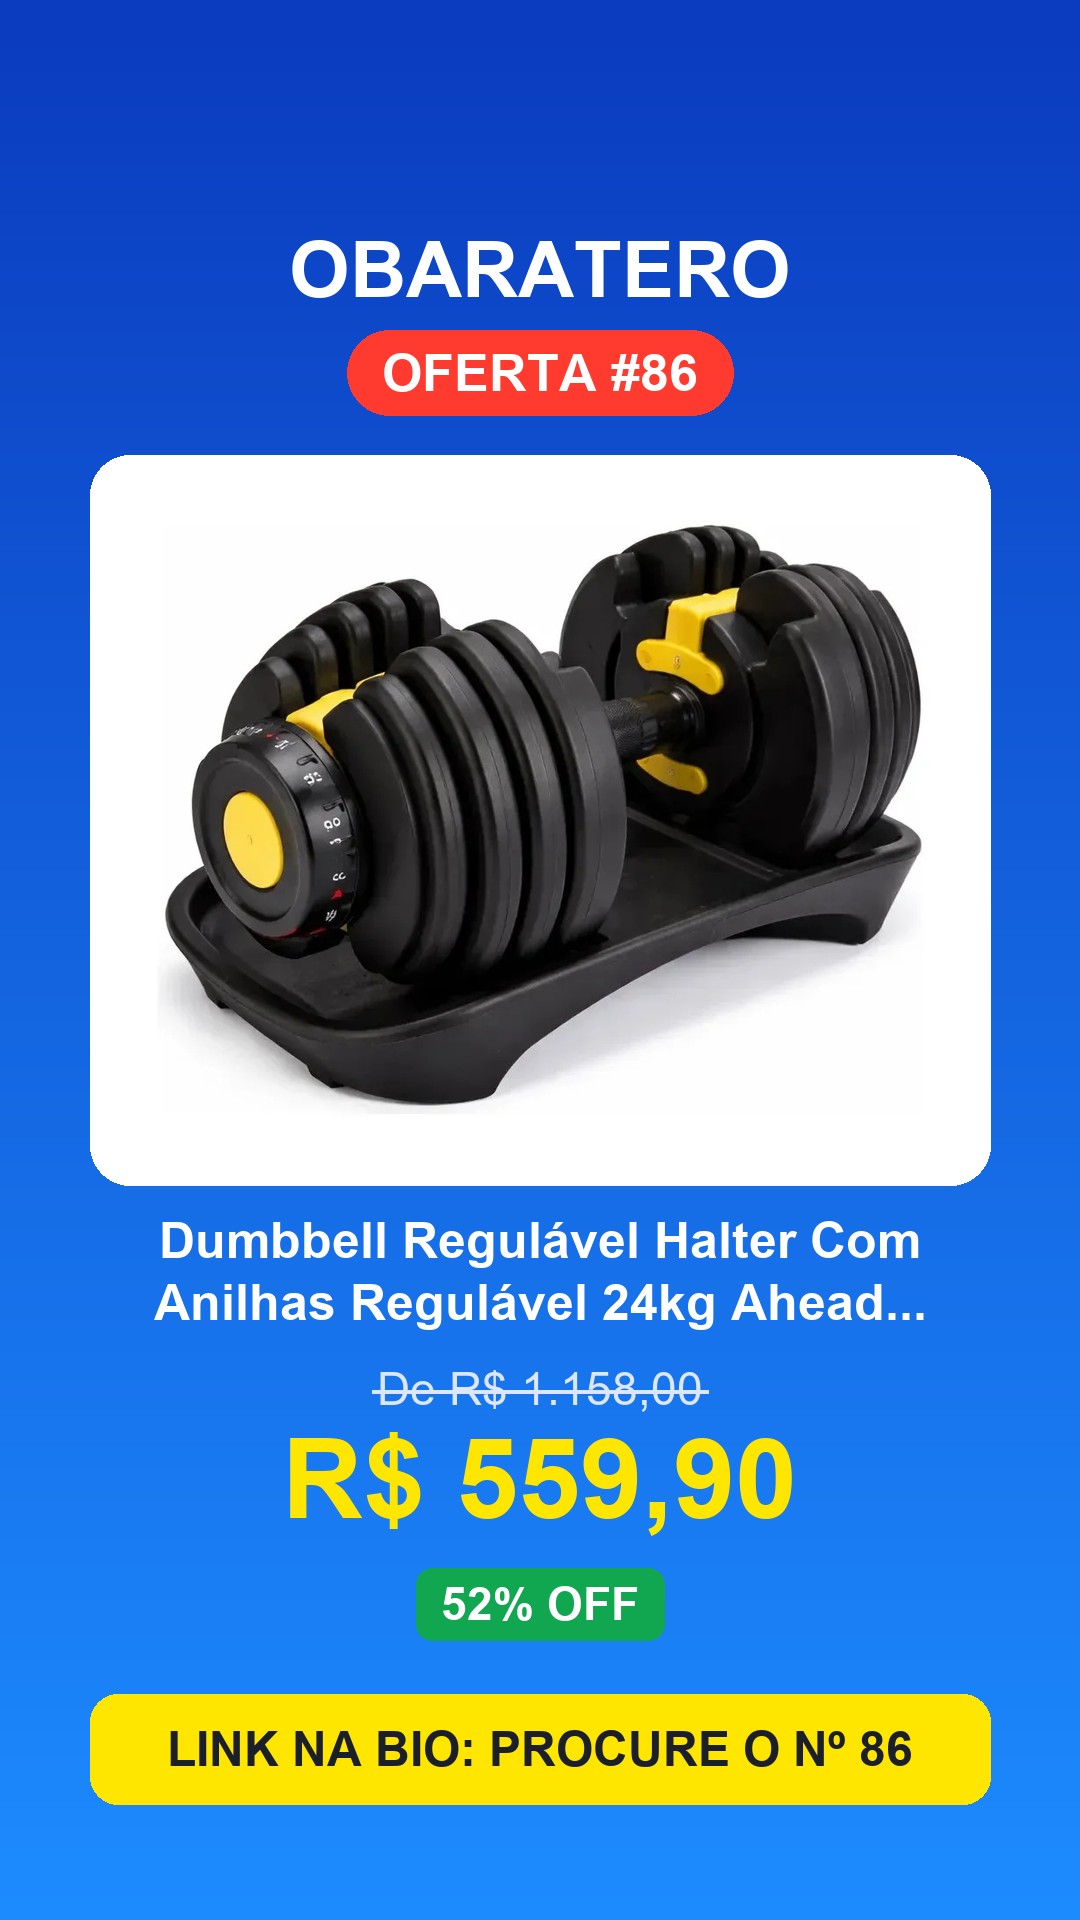 OBARATERO
OFERTA #86
Dumbbell Regulável Halter Com
Anilhas Regulável 24kg Ahead...
De R$ 1.158,00
R$ 559,90
52% OFF
LINK NA BIO: PROCURE O Nº 86